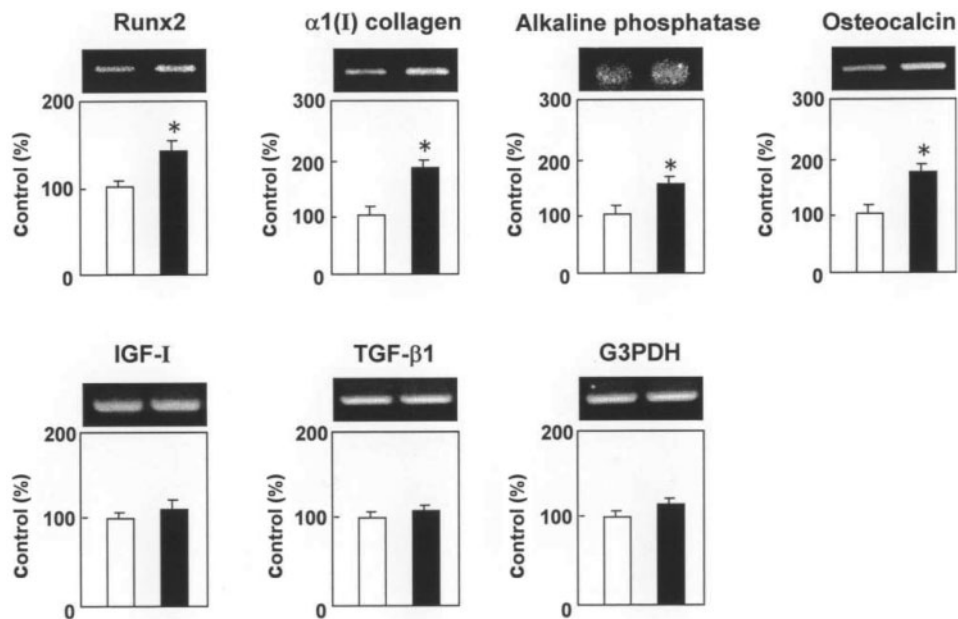 Runx2
α1(I) collagen
Alkaline phosphatase
Osteocalcin
Control (%)
200
100
0
*
Control (%)
300
200
100
0
*
Control (%)
300
200
100
0
*
Control (%)
300
200
100
0
*
IGF-I
TGF-β1
G3PDH
Control (%)
200
100
0
Control (%)
200
100
0
Control (%)
200
100
0